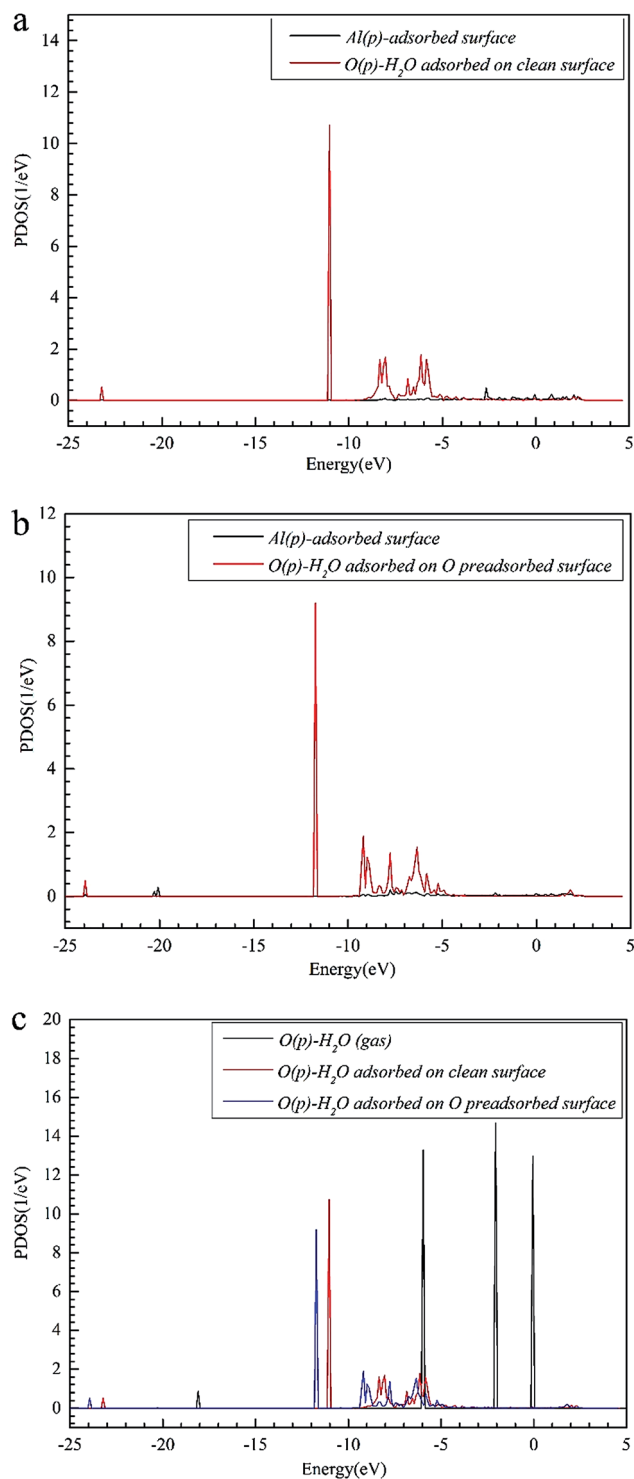 a
Al(p)-adsorbed surface
O(p)-H2O adsorbed on clean surface
14
12
10
8
6
4
2
0
PDOS(1/eV)
-25 -20 -15 -10 -5 0 5
Energy(eV)
b
Al(p)-adsorbed surface
O(p)-H2O adsorbed on O preadsorbed surface
12
10
8
6
4
2
0
PDOS(1/eV)
-25 -20 -15 -10 -5 0 5
Energy(eV)
c
O(p)-H2O (gas)
O(p)-H2O adsorbed on clean surface
O(p)-H2O adsorbed on O preadsorbed surface
20
18
16
14
12
10
8
6
4
2
0
PDOS(1/eV)
-25 -20 -15 -10 -5 0 5
Energy(eV)